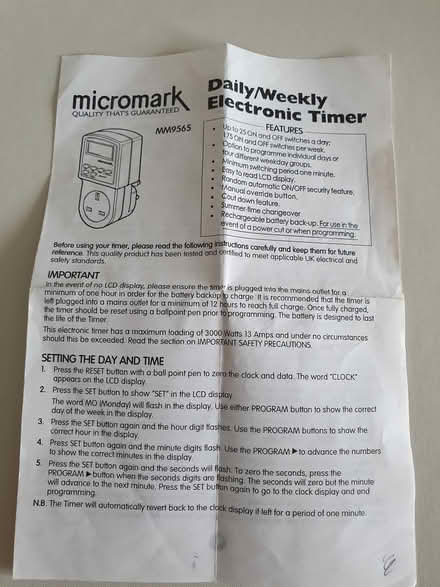 micromark
QUALITY THAT'S GUARANTEED
MM9565
Daily/Weekly
Electronic Timer
FEATURES
• Up to 25 ON and OFF switches a day:
175 ON and OFF switches per week.
• Option to programme individual days or
four different weekday groups.
• Minimum switching period one minute.
• Easy to read LCD display.
• Random automatic ON/OFF security feature.
• Manual override button.
• Cout down feature.
• Summer-time changeover
• Rechargeable battery back-up. For use in the
event of a power cut or when programming.
Before using your timer, please read the following instructions carefully and keep them for future
reference. This quality product has been tested and certified to meet applicable UK electrical and
safety standards.
IMPORTANT
In the event of no LCD display, please ensure the timer is plugged into the mains outlet for a
minimum of one hour in order for the battery backup to charge. It is recommended that the timer is
left plugged into a mains outlet for a minimum of 12 hours to reach full charge. Once fully charged,
the timer should be reset using a ballpoint pen prior to programming. The battery is designed to last
the life of the Timer.
This electronic timer has a maximum loading of 3000 Watts 13 Amps and under no circumstances
should this be exceeded. Read the section on IMPORTANT SAFETY PRECAUTIONS.
SETTING THE DAY AND TIME
1. Press the RESET button with a ball point pen to zero the clock and data. The word "CLOCK"
appears on the LCD display.
2. Press the SET button to show "SET" in the LCD display.
The word MO (Monday) will flash in the display. Use either PROGRAM button to show the correct
day of the week in the display.
3. Press the SET button again and the hour digit flashes. Use the PROGRAM buttons to show the
correct hour in the display.
4. Press SET button again and the minute digits flash. Use the PROGRAM ▶ to advance the numbers
to show the correct minutes in the display.
5. Press the SET button again and the seconds will flash. To zero the seconds, press the
PROGRAM ▶ button when the seconds digits are flashing. The seconds will zero but the minute
will advance to the next minute. Press the SET button again to go to the clock display and end
programming.
N.B. The Timer will automatically revert back to the clock display if left for a period of one minute.